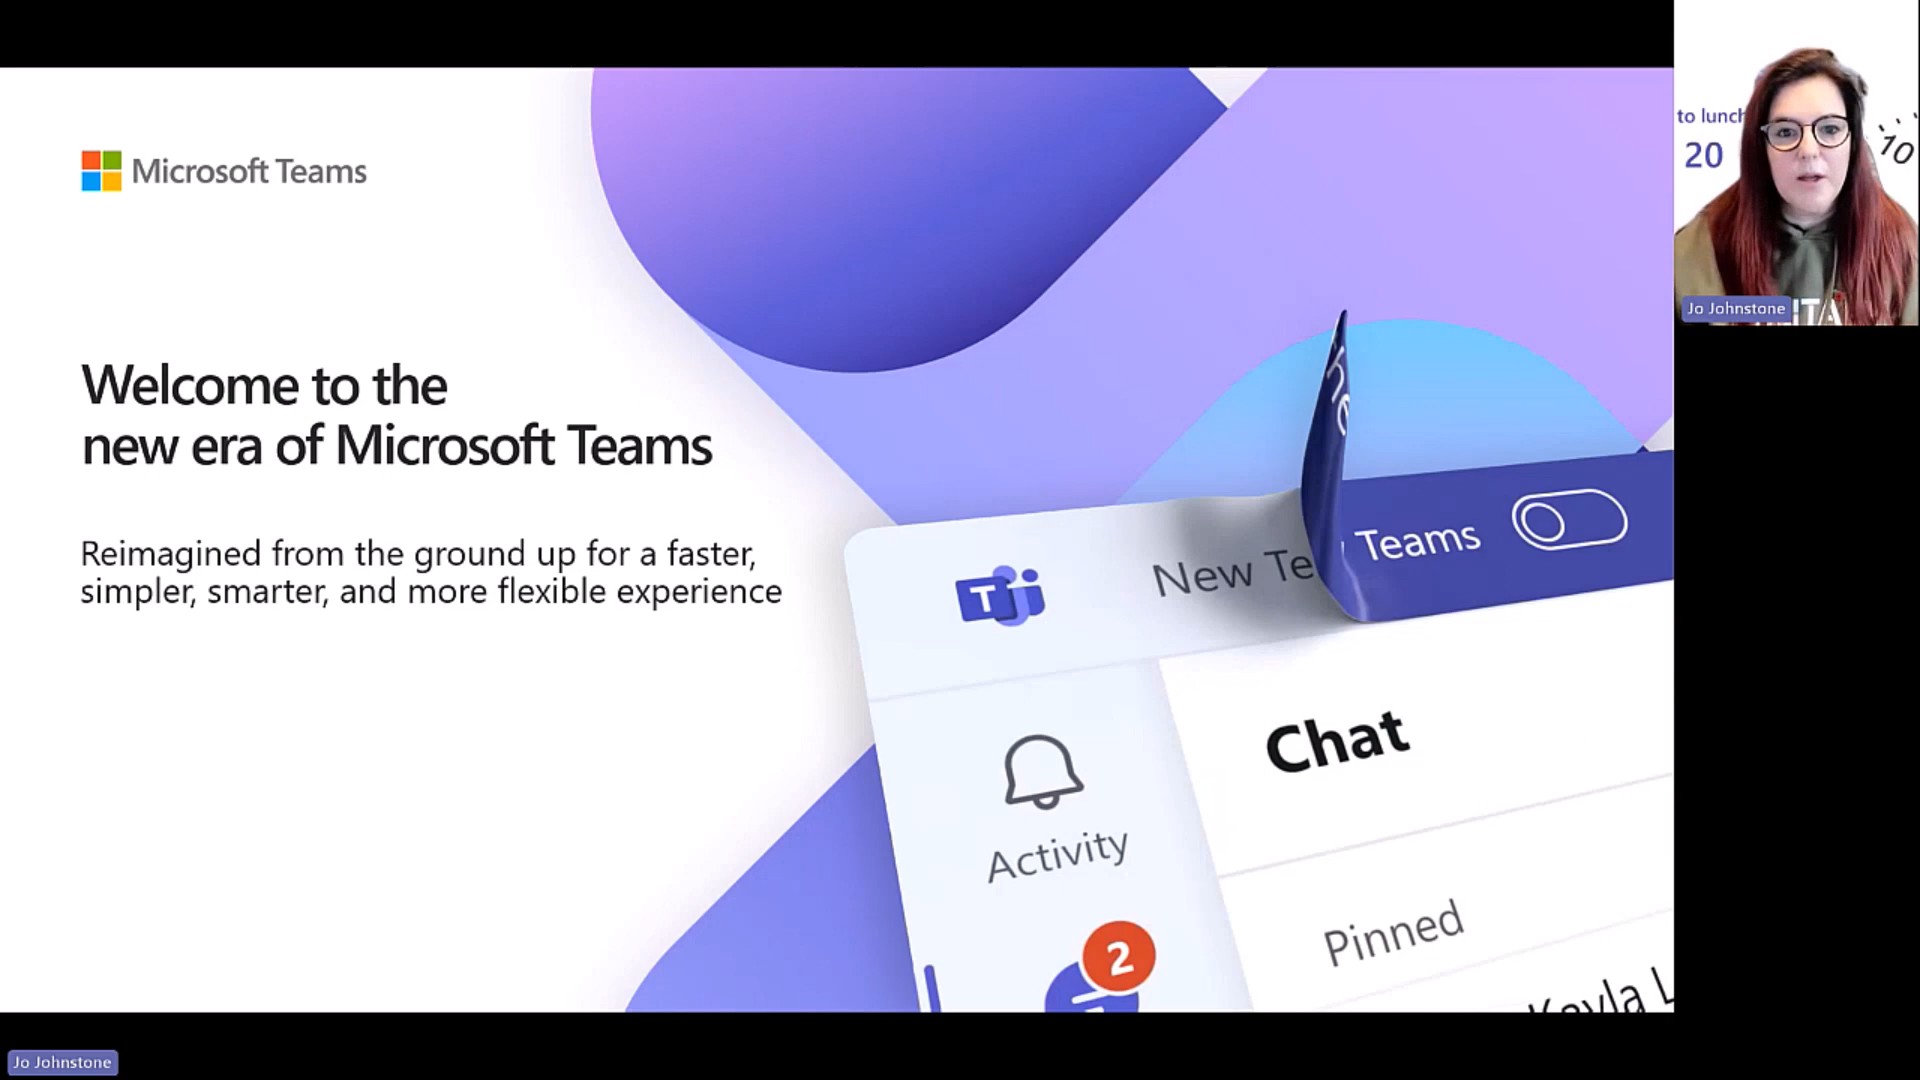 Microsoft Teams
Welcome to the
new era of Microsoft Teams
Reimagined from the ground up for a faster,
simpler, smarter, and more flexible experience
T
New Te
he
Teams
Chat
Activity
Pinned
2
Kayla L
to lunch
20
10
Jo Johnstone
Jo Johnstone